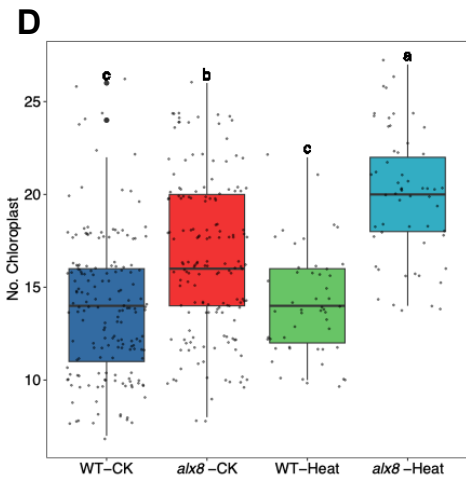 D
a
c
b
25
c
20
No. Chloroplast
15
10
WT–CK
alx8–CK
WT–Heat
alx8–Heat